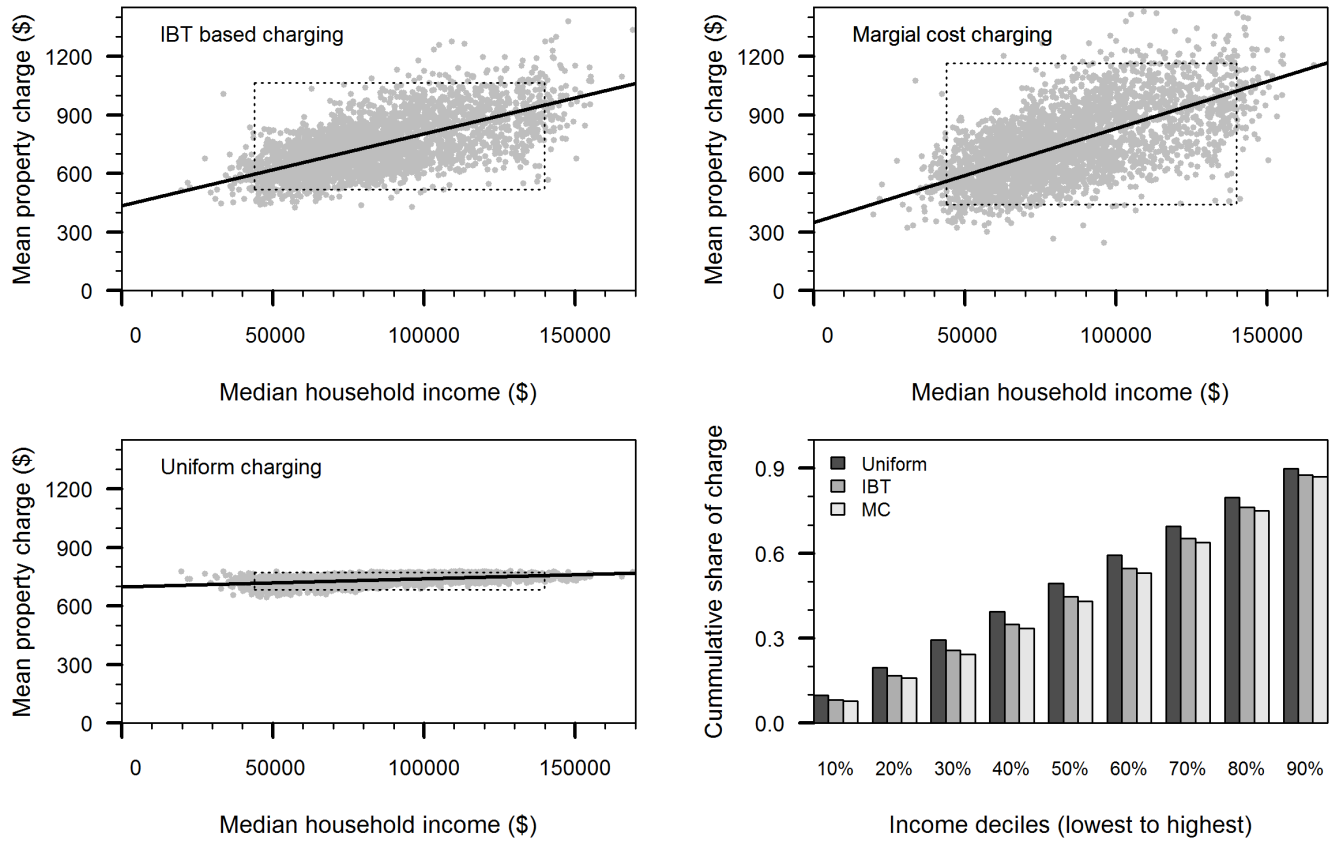 IBT based charging
Mean property charge ($)
1200
900
600
300
0
0 50000 100000 150000
Median household income ($)
Margial cost charging
Mean property charge ($)
1200
900
600
300
0
0 50000 100000 150000
Median household income ($)
Uniform charging
Mean property charge ($)
1200
900
600
300
0
0 50000 100000 150000
Median household income ($)
Cummulative share of charge
0.9
0.6
0.3
0.0
Uniform
IBT
MC
10% 20% 30% 40% 50% 60% 70% 80% 90%
Income deciles (lowest to highest)